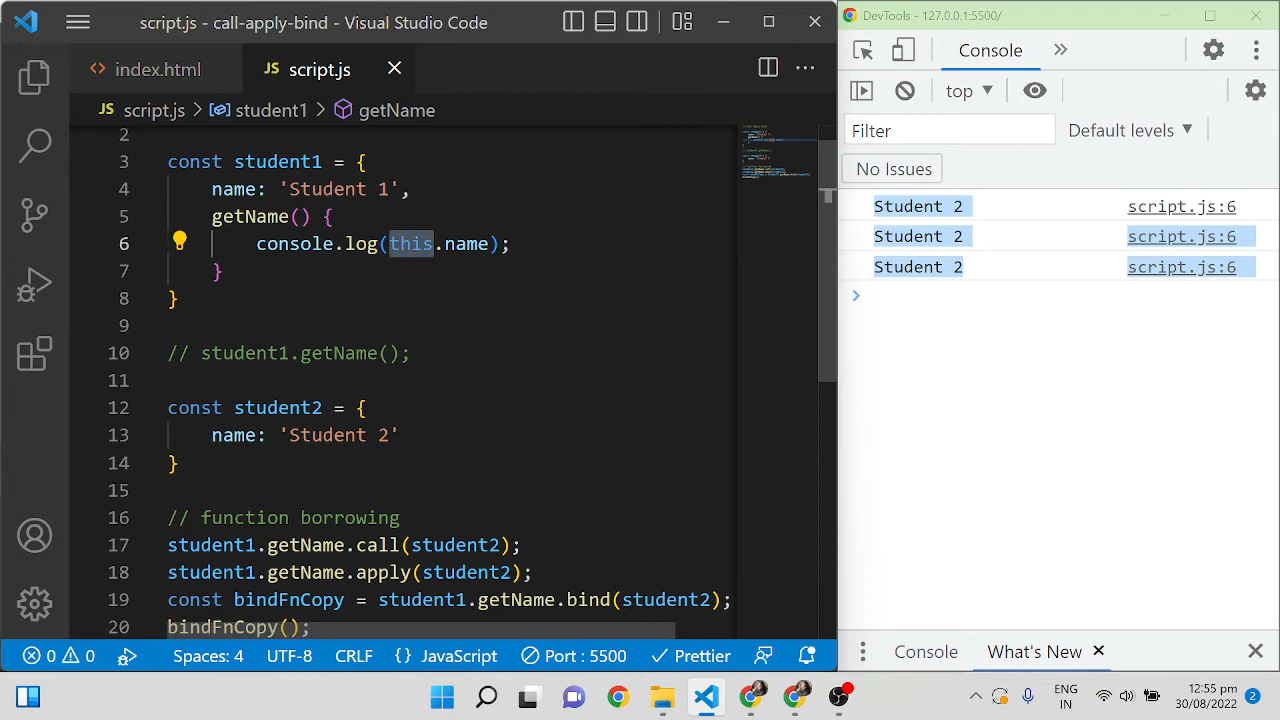 script.js - call-apply-bind - Visual Studio Code
index.html
JS script.js
JS script.js > student1 > getName
2
3 const student1 = {
4 name: 'Student 1',
5 getName() {
6 console.log(this.name);
7 }
8 }
9
10 // student1.getName();
11
12 const student2 = {
13 name: 'Student 2'
14 }
15
16 // function borrowing
17 student1.getName.call(student2);
18 student1.getName.apply(student2);
19 const bindFnCopy = student1.getName.bind(student2);
20 bindFnCopy();
0 0 Spaces: 4 UTF-8 CRLF {} JavaScript Port : 5500 Prettier
DevTools - 127.0.0.1:5500/
Console
top
Filter Default levels
No Issues
Student 2 script.js:6
Student 2 script.js:6
Student 2 script.js:6
Console What's New
ENG
IN
12:55 pm
30/08/2022
2